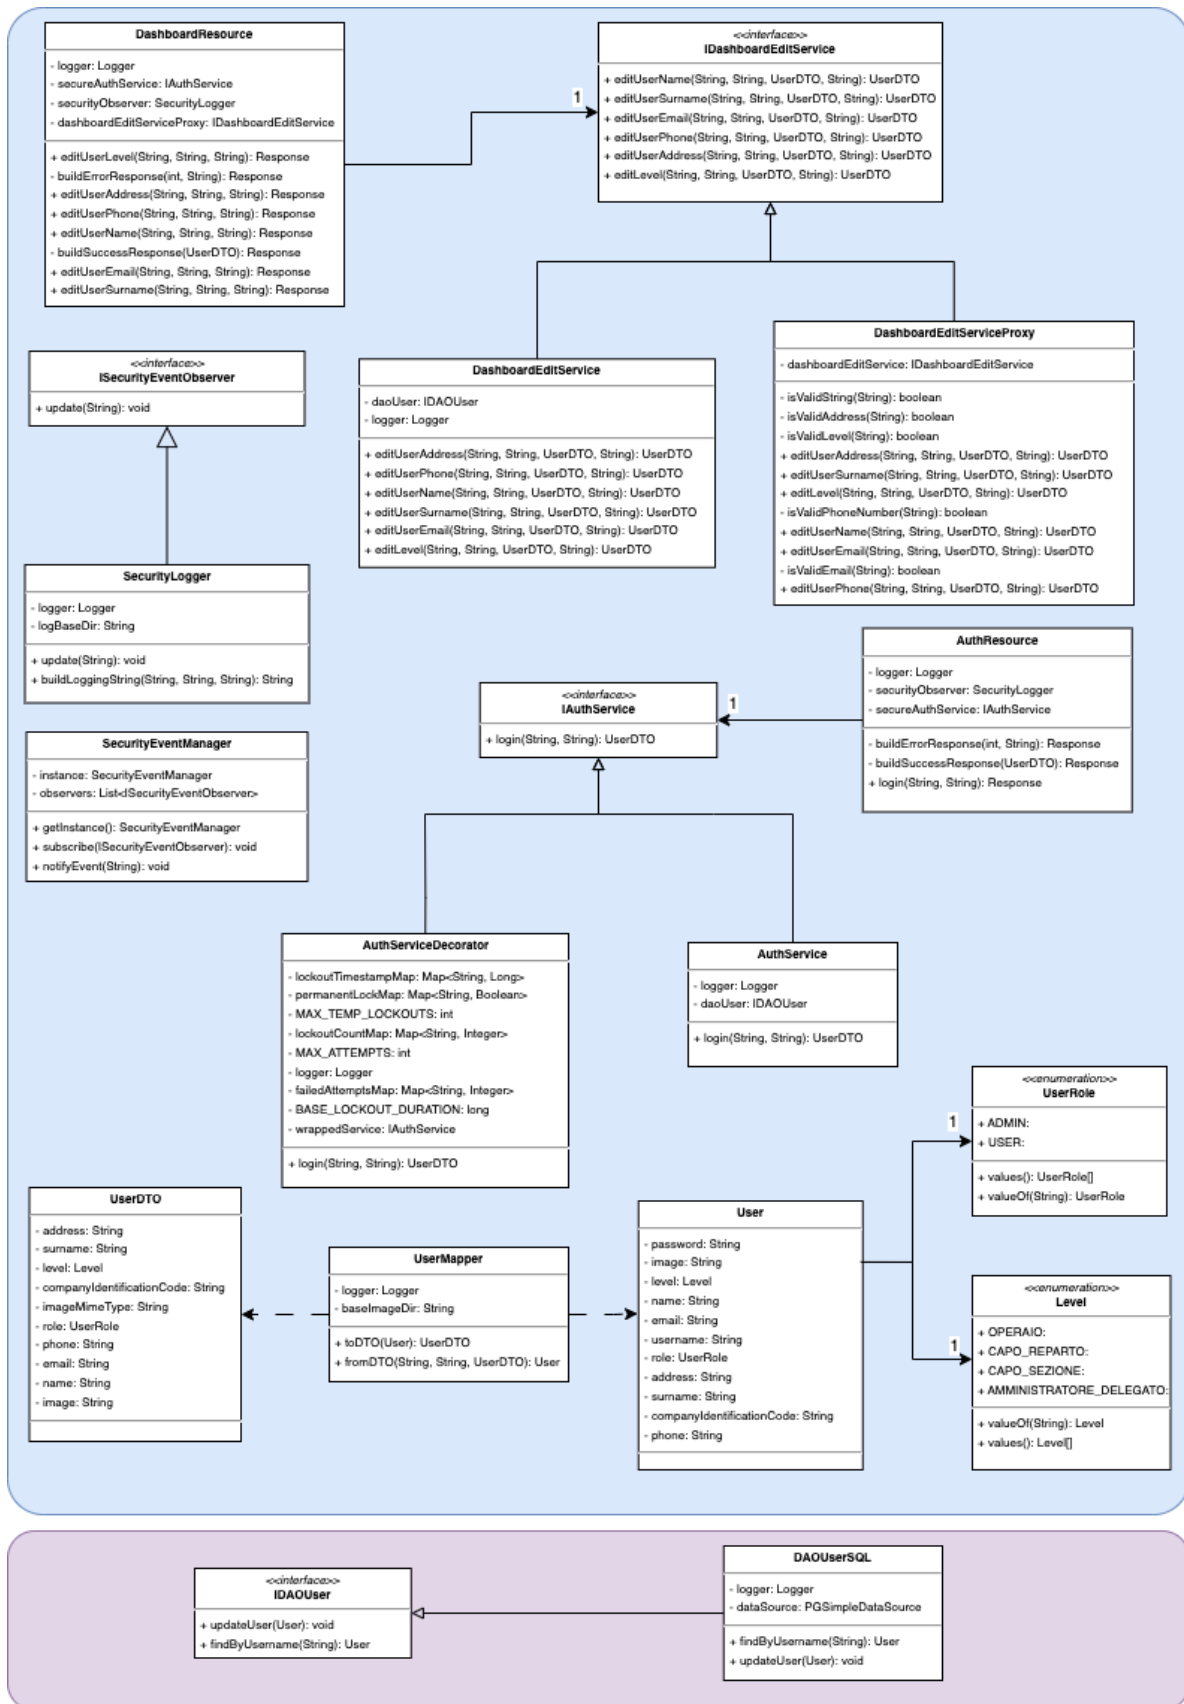 DashboardResource
- logger: Logger
- secureAuthService: IAuthService
- securityObserver: SecurityLogger
- dashboardEditServiceProxy: IDashboardEditService
+ editUserLevel(String, String, String): Response
- buildErrorResponse(int, String): Response
+ editUserAddress(String, String, String): Response
+ editUserPhone(String, String, String): Response
+ editUserName(String, String, String): Response
- buildSuccessResponse(UserDTO): Response
+ editUserEmail(String, String, String): Response
+ editUserSurname(String, String, String): Response
1
<<interface>>
IDashboardEditService
+ editUserName(String, String, UserDTO, String): UserDTO
+ editUserSurname(String, String, UserDTO, String): UserDTO
+ editUserEmail(String, String, UserDTO, String): UserDTO
+ editUserPhone(String, String, UserDTO, String): UserDTO
+ editUserAddress(String, String, UserDTO, String): UserDTO
+ editLevel(String, String, UserDTO, String): UserDTO
<<interface>>
ISecurityEventObserver
+ update(String): void
DashboardEditService
- daoUser: IDAOUser
- logger: Logger
+ editUserAddress(String, String, UserDTO, String): UserDTO
+ editUserPhone(String, String, UserDTO, String): UserDTO
+ editUserName(String, String, UserDTO, String): UserDTO
+ editUserSurname(String, String, UserDTO, String): UserDTO
+ editUserEmail(String, String, UserDTO, String): UserDTO
+ editLevel(String, String, UserDTO, String): UserDTO
DashboardEditServiceProxy
- dashboardEditService: IDashboardEditService
- isValidString(String): boolean
- isValidAddress(String): boolean
- isValidLevel(String): boolean
+ editUserAddress(String, String, UserDTO, String): UserDTO
+ editUserSurname(String, String, UserDTO, String): UserDTO
+ editLevel(String, String, UserDTO, String): UserDTO
- isValidPhoneNumber(String): boolean
+ editUserName(String, String, UserDTO, String): UserDTO
+ editUserEmail(String, String, UserDTO, String): UserDTO
- isValidEmail(String): boolean
+ editUserPhone(String, String, UserDTO, String): UserDTO
SecurityLogger
- logger: Logger
- logBaseDir: String
+ update(String): void
+ buildLoggingString(String, String, String): String
<<interface>>
IAuthService
+ login(String, String): UserDTO
1
AuthResource
- logger: Logger
- securityObserver: SecurityLogger
- secureAuthService: IAuthService
- buildErrorResponse(int, String): Response
- buildSuccessResponse(UserDTO): Response
+ login(String, String): Response
SecurityEventManager
- instance: SecurityEventManager
- observers: List<ISecurityEventObserver>
+ getInstance(): SecurityEventManager
+ subscribe(ISecurityEventObserver): void
+ notifyEvent(String): void
AuthServiceDecorator
- lockoutTimestampMap: Map<String, Long>
- permanentLockMap: Map<String, Boolean>
- MAX_TEMP_LOCKOUTS: int
- lockoutCountMap: Map<String, Integer>
- MAX_ATTEMPTS: int
- logger: Logger
- failedAttemptsMap: Map<String, Integer>
- BASE_LOCKOUT_DURATION: long
- wrappedService: IAuthService
+ login(String, String): UserDTO
AuthService
- logger: Logger
- daoUser: IDAOUser
+ login(String, String): UserDTO
<<enumeration>>
UserRole
+ ADMIN:
+ USER:
+ values(): UserRole[]
+ valueOf(String): UserRole
1
UserDTO
- address: String
- surname: String
- level: Level
- companyIdentificationCode: String
- imageMimeType: String
- role: UserRole
- phone: String
- email: String
- name: String
- image: String
UserMapper
- logger: Logger
- baseImageDir: String
+ toDTO(User): UserDTO
+ fromDTO(String, String, UserDTO): User
User
- password: String
- image: String
- level: Level
- name: String
- email: String
- username: String
- role: UserRole
- address: String
- surname: String
- companyIdentificationCode: String
- phone: String
1
<<enumeration>>
Level
+ OPERAIO:
+ CAPO_REPARTO:
+ CAPO_SEZIONE:
+ AMMINISTRATORE_DELEGATO:
+ valueOf(String): Level
+ values(): Level[]
<<interface>>
IDAOUser
+ updateUser(User): void
+ findByUsername(String): User
DAOUserSQL
- logger: Logger
- dataSource: PGSimpleDataSource
+ findByUsername(String): User
+ updateUser(User): void